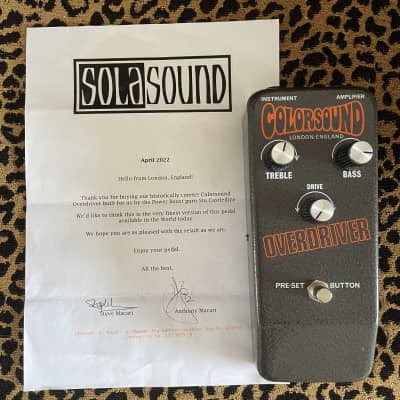 SOLASOUND
April 2022
Hello from London, England!
Thank you for buying our historically correct Colorsound
Overdriver built for us by the Power Boost guru Stu Castledine
We'd like to think this is the very finest version of this pedal
available in the World today
We hope you are as pleased with the result as we are.
Enjoy your pedal.
All the best,
Steve Macari
Anthony Macari
INSTRUMENT AMPLIFIER
COLORSOUND
LONDON ENGLAND
TREBLE BASS
DRIVE
OVERDRIVER
PRE-SET BUTTON